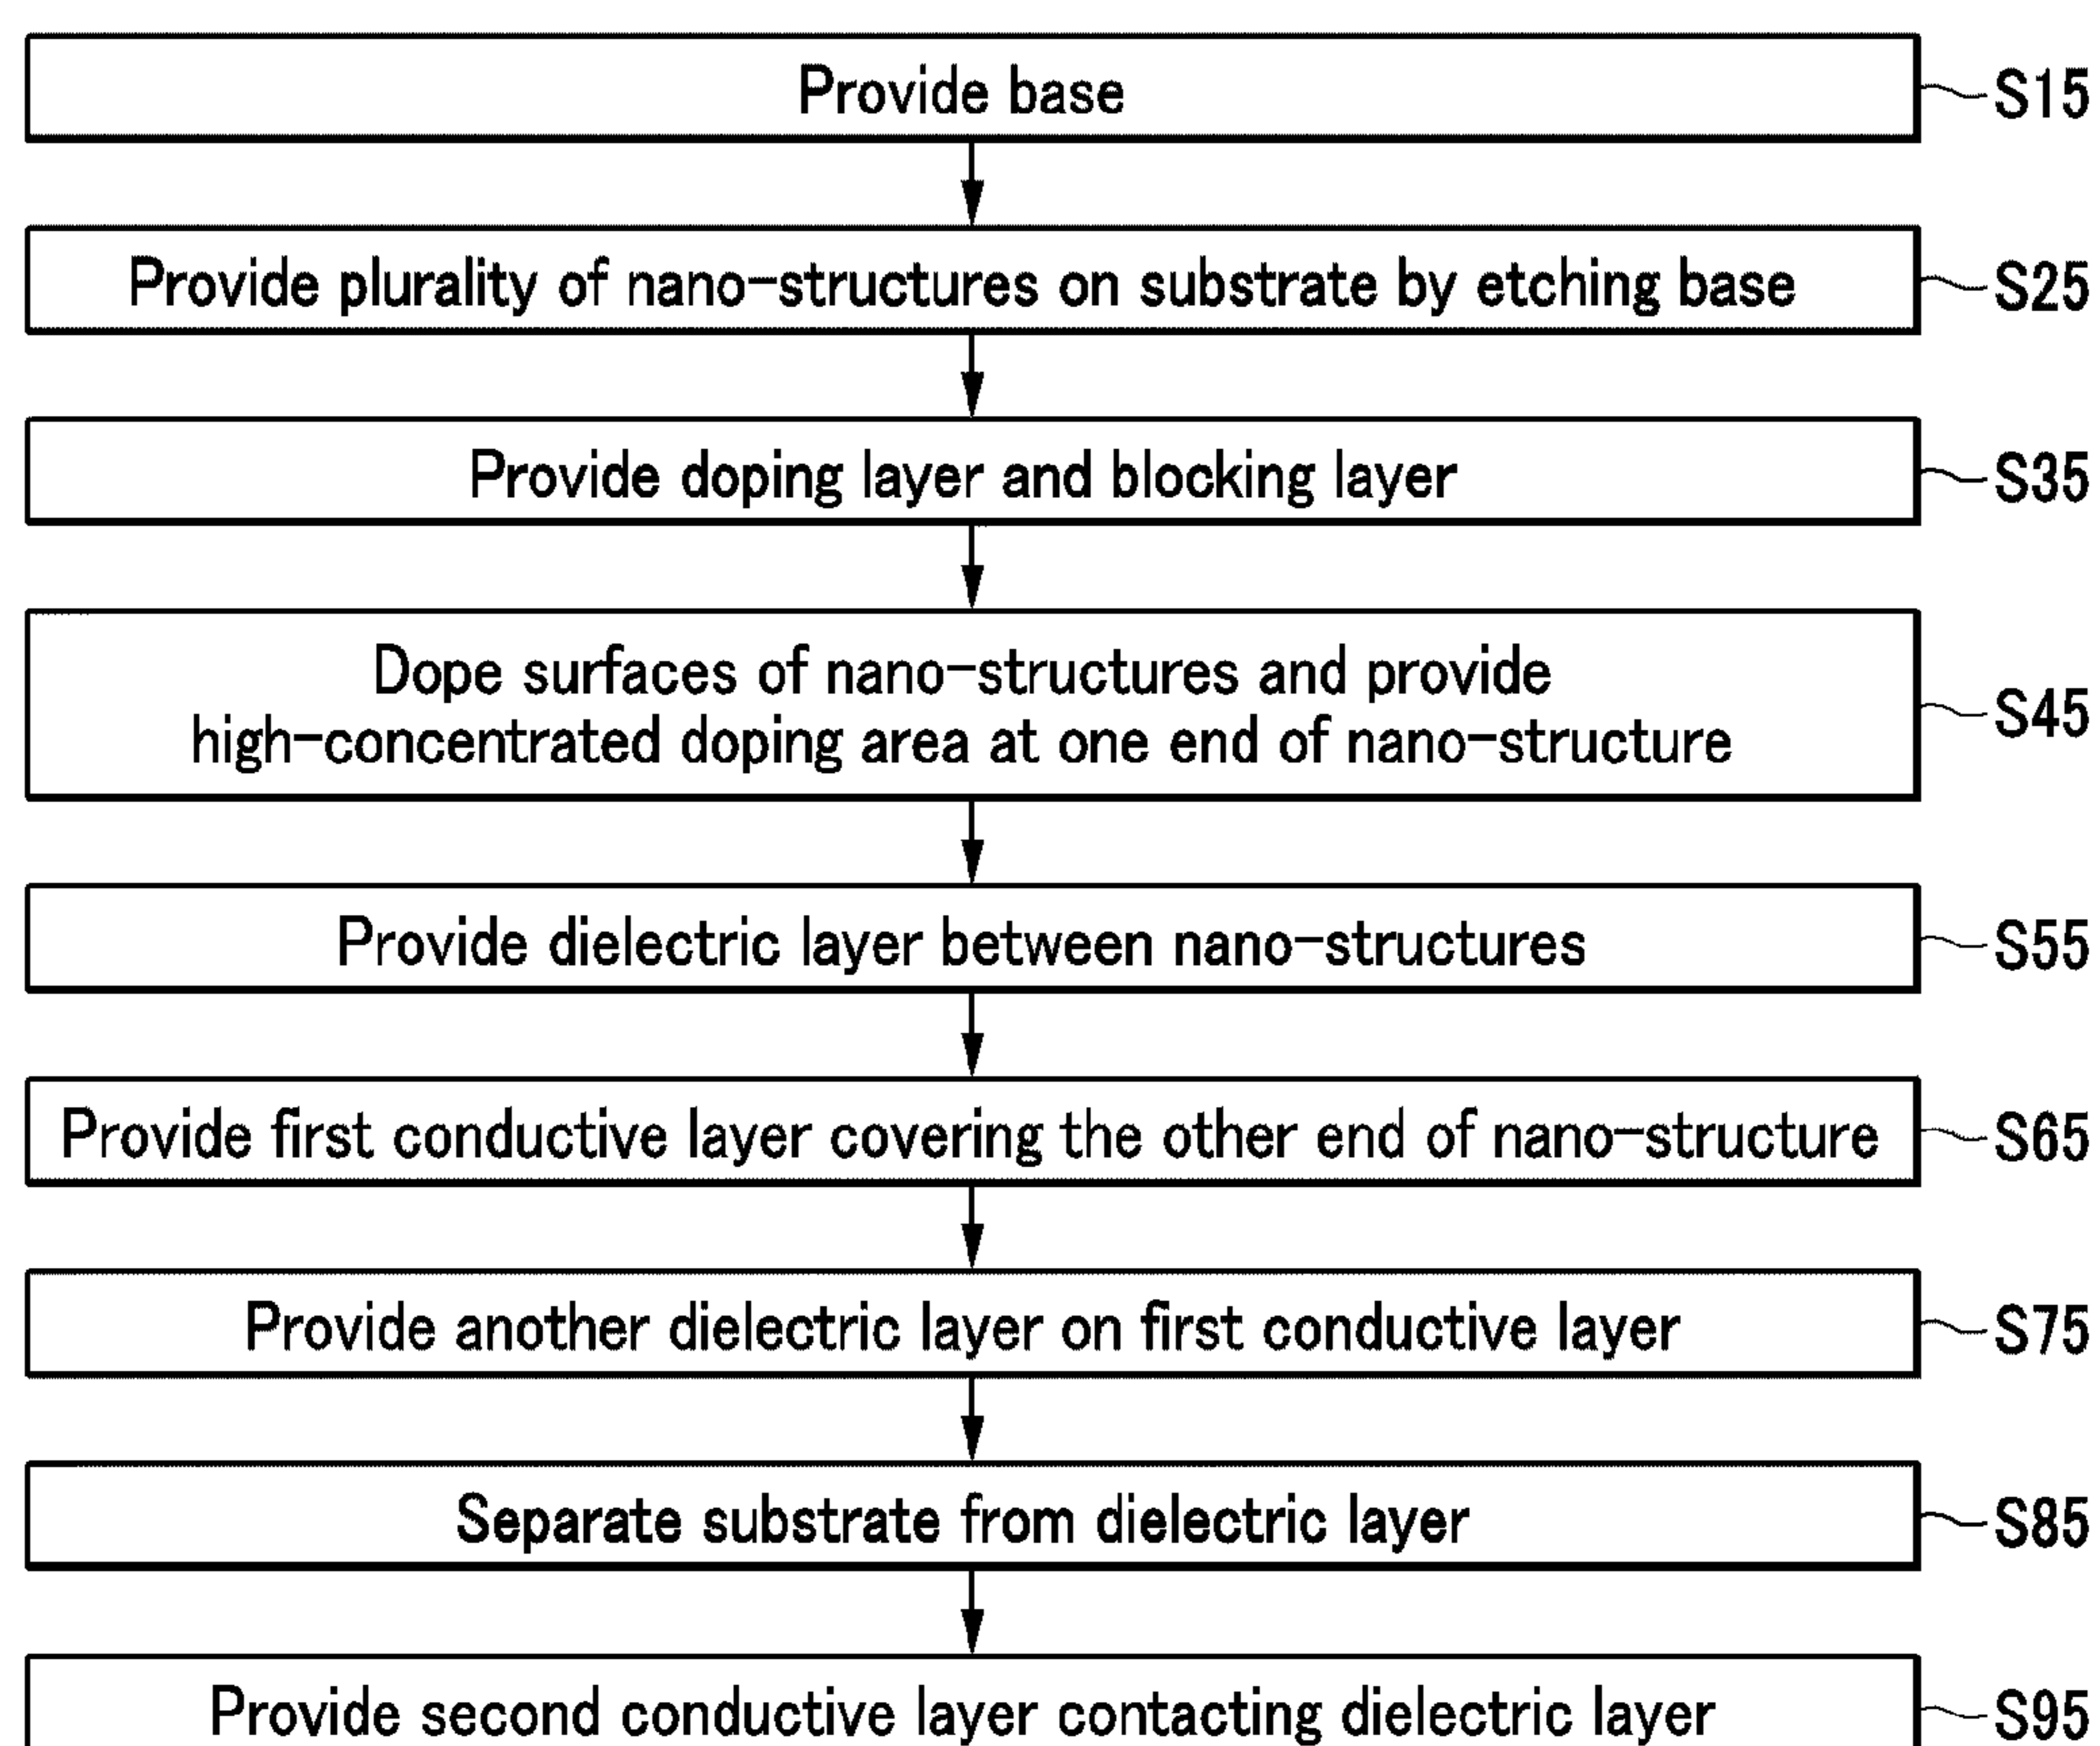 Provide base
S15
Provide plurality of nano-structures on substrate by etching base
S25
Provide doping layer and blocking layer
S35
Dope surfaces of nano-structures and provide
high-concentrated doping area at one end of nano-structure
S45
Provide dielectric layer between nano-structures
S55
Provide first conductive layer covering the other end of nano-structure
S65
Provide another dielectric layer on first conductive layer
S75
Separate substrate from dielectric layer
S85
Provide second conductive layer contacting dielectric layer
S95